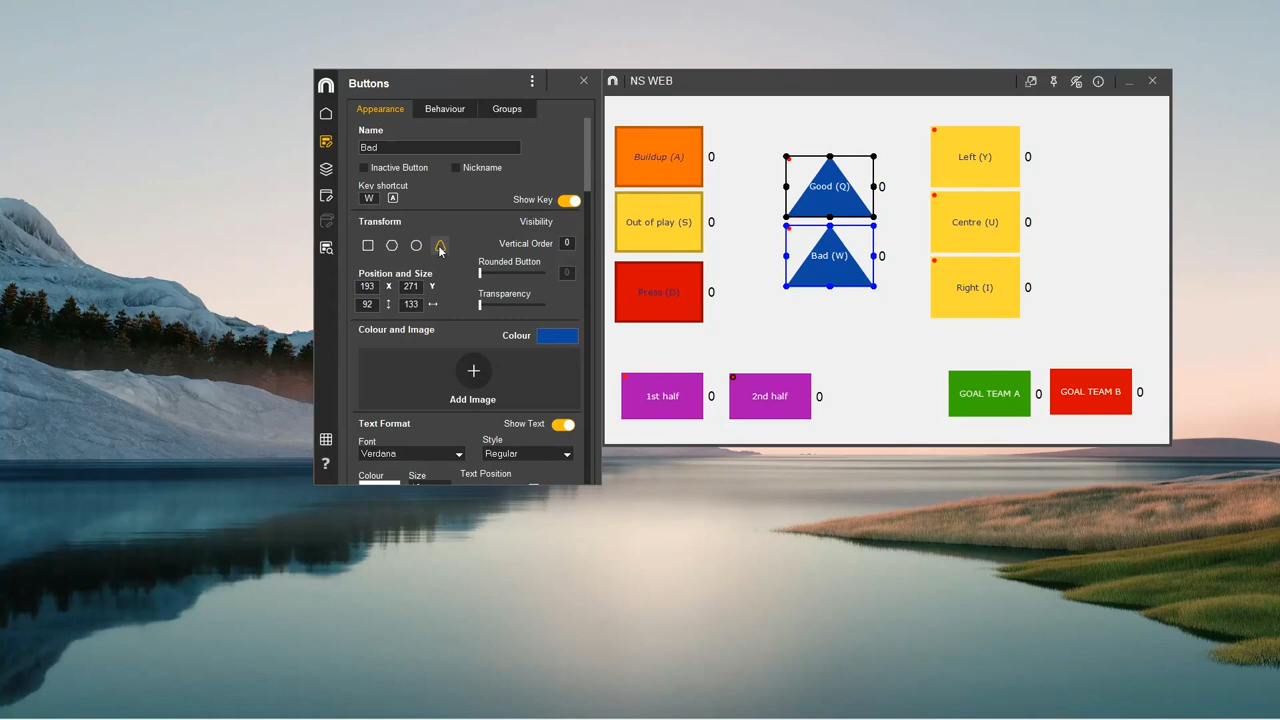 Buttons
Appearance
Behaviour
Groups
Name
Bad
Inactive Button
Nickname
Key shortcut
W
A
Show Key
Transform
Visibility
Vertical Order
0
Rounded Button
0
Position and Size
193 X 271 Y
92 133
Transparency
Colour and Image
Colour
Add Image
Text Format
Show Text
Font
Style
Verdana
Regular
Colour
Size
Text Position
?
NS WEB
Buildup (A) 0
Good (Q) 0
Left (Y) 0
Out of play (S) 0
Bad (W) 0
Centre (U) 0
Press (D) 0
Right (I) 0
1st half 0
2nd half 0
GOAL TEAM A 0
GOAL TEAM B 0